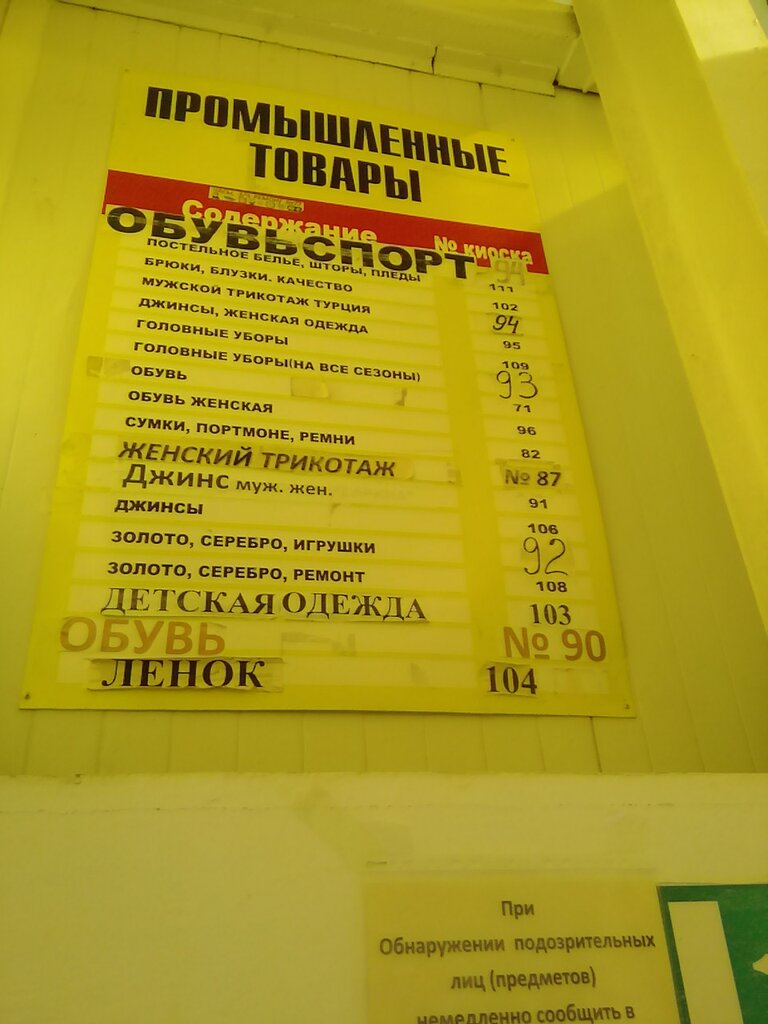 ПРОМЫШЛЕННЫЕ
ТОВАРЫ
Содержание № киоска
ОБУВЬСПОРТ 94
ПОСТЕЛЬНОЕ БЕЛЬЕ, ШТОРЫ, ПЛЕДЫ 111
БРЮКИ, БЛУЗКИ. КАЧЕСТВО 102
МУЖСКОЙ ТРИКОТАЖ ТУРЦИЯ 94
ДЖИНСЫ, ЖЕНСКАЯ ОДЕЖДА 95
ГОЛОВНЫЕ УБОРЫ 109
ГОЛОВНЫЕ УБОРЫ(НА ВСЕ СЕЗОНЫ) 93
ОБУВЬ 71
ОБУВЬ ЖЕНСКАЯ 96
СУМКИ, ПОРТМОНЕ, РЕМНИ 82
ЖЕНСКИЙ ТРИКОТАЖ № 87
ДЖИНС муж. жен. 91
ДЖИНСЫ 106
ЗОЛОТО, СЕРЕБРО, ИГРУШКИ 92
ЗОЛОТО, СЕРЕБРО, РЕМОНТ 108
ДЕТСКАЯ ОДЕЖДА 103
ОБУВЬ № 90
ЛЕНОК 104
При
Обнаружении подозрительных
лиц (предметов)
немедленно сообщить в